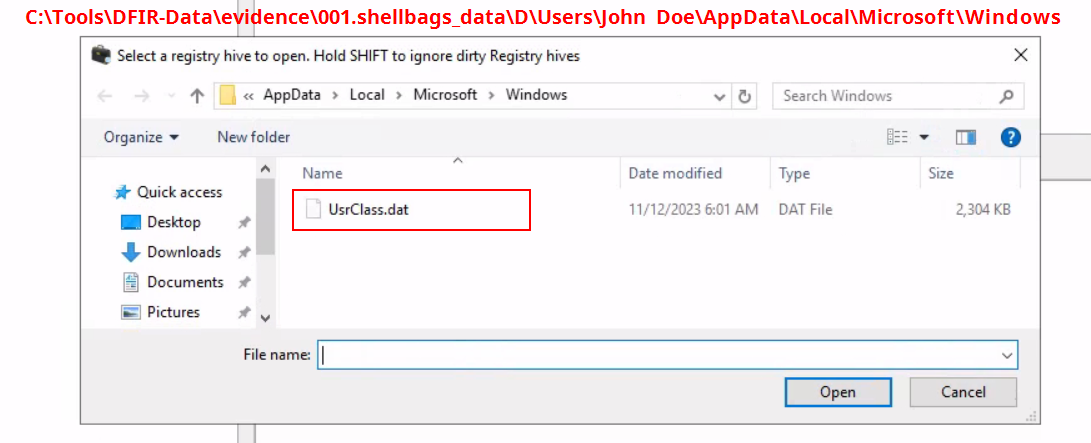 C:\Tools\DFIR-Data\evidence\001.shellbags_data\D\Users\John Doe\AppData\Local\Microsoft\Windows
Select a registry hive to open. Hold SHIFT to ignore dirty Registry hives
« AppData > Local > Microsoft > Windows
Search Windows
Organize
New folder
Name
Date modified
Type
Size
Quick access
Desktop
Downloads
Documents
Pictures
UsrClass.dat
11/12/2023 6:01 AM
DAT File
2,304 KB
File name:
Open
Cancel